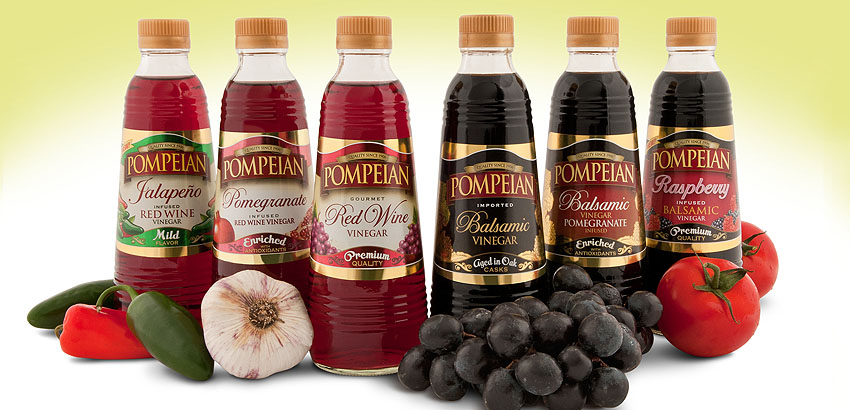 QUALITY SINCE 1906
POMPEIAN
Jalapeño
INFUSED
RED WINE
VINEGAR
Mild
FLAVOR
QUALITY SINCE 1906
POMPEIAN
Pomegranate
INFUSED
RED WINE VINEGAR
Enriched
WITH
ANTIOXIDANTS
QUALITY SINCE 1906
POMPEIAN
GOURMET
Red Wine
VINEGAR
Premium
QUALITY
QUALITY SINCE 1906
POMPEIAN
IMPORTED
Balsamic
VINEGAR
Aged in Oak
CASKS
QUALITY SINCE 1906
POMPEIAN
Balsamic
VINEGAR
POMEGRANATE
INFUSED
Enriched
WITH
ANTIOXIDANTS
QUALITY SINCE 1906
POMPEIAN
Raspberry
INFUSED
BALSAMIC
VINEGAR
Premium
QUALITY